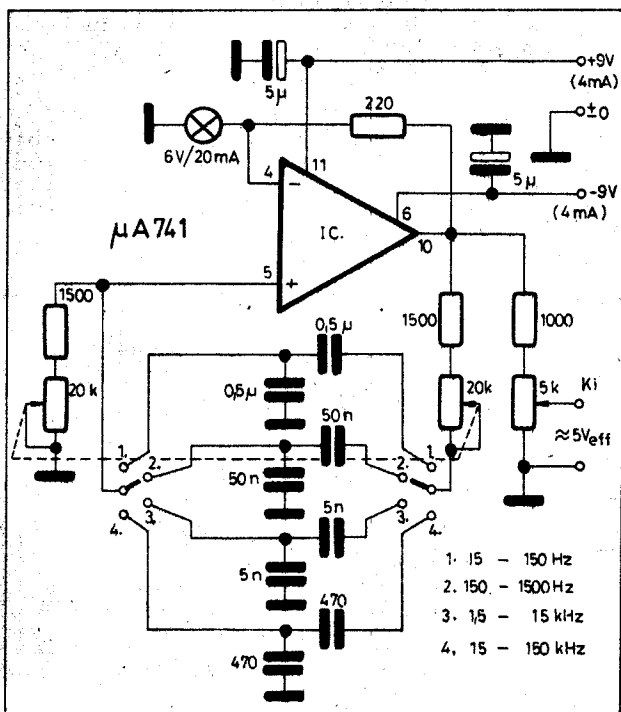 +9V
(4mA)
5µ
220
±0
6V/20mA
4
11
−
5µ
6
-9V
(4mA)
µA741
IC.
10
5
+
1500
0,5µ
1500
1000
20k
0,5µ
20k
5k
Ki
50n
≈5Veff
1.
2.
2.
1.
50n
3.
5n
3.
4.
4.
5n
470
470
1. 15 – 150 Hz
2. 150 – 1500Hz
3. 1,5 – 15 kHz
4, 15 – 150 kHz